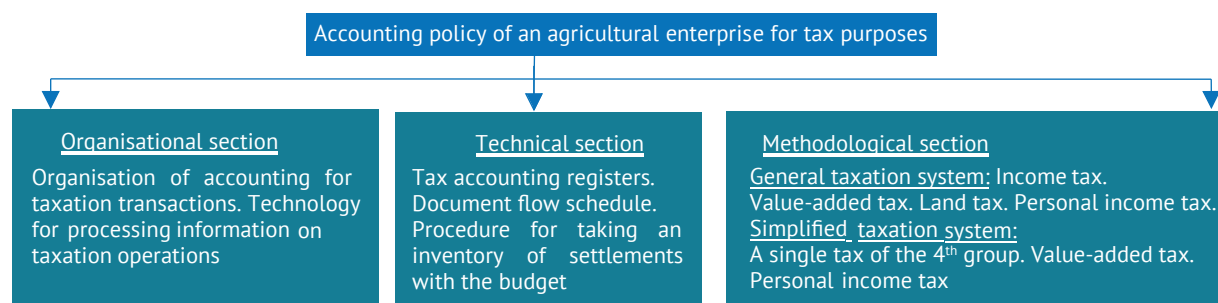 Accounting policy of an agricultural enterprise for tax purposes
Organisational section
Organisation of accounting for
taxation transactions. Technology
for processing information on
taxation operations
Technical section
Tax accounting registers.
Document flow schedule.
Procedure for taking an
inventory of settlements
with the budget
Methodological section
General taxation system: Income tax.
Value-added tax. Land tax. Personal income tax.
Simplified taxation system:
A single tax of the 4th group. Value-added tax.
Personal income tax